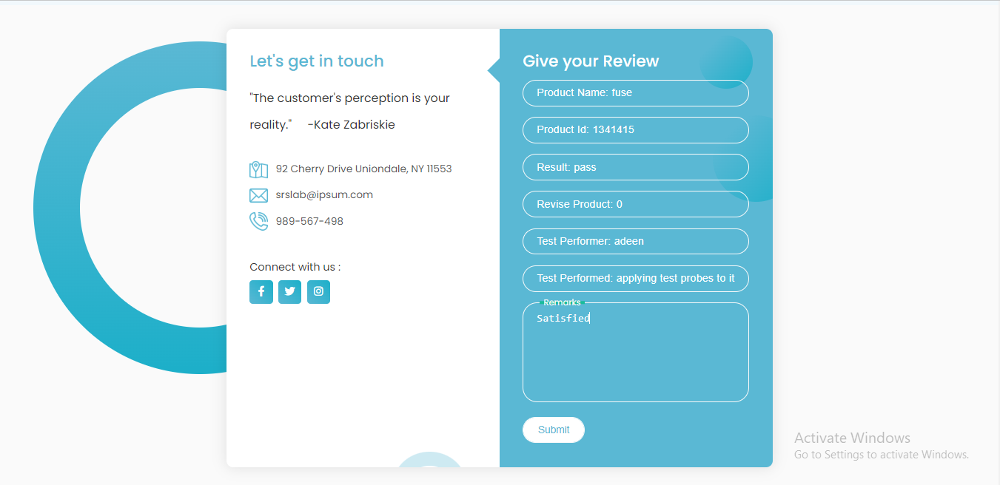 Let's get in touch
"The customer's perception is your
reality."    -Kate Zabriskie
92 Cherry Drive Uniondale, NY 11553
srslab@ipsum.com
989-567-498
Connect with us :
Give your Review
Product Name: fuse
Product Id: 1341415
Result: pass
Revise Product: 0
Test Performer: adeen
Test Performed: applying test probes to it
Remarks
Satisfied
Submit
Activate Windows
Go to Settings to activate Windows.